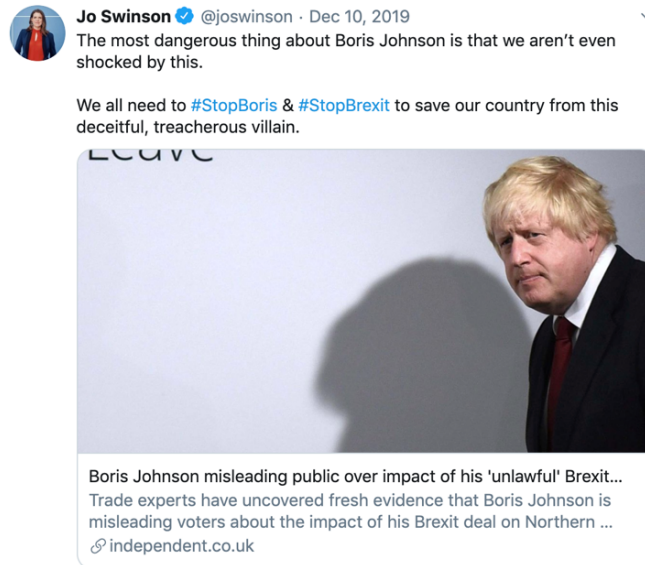 Jo Swinson @joswinson · Dec 10, 2019
The most dangerous thing about Boris Johnson is that we aren’t even
shocked by this.
We all need to #StopBoris & #StopBrexit to save our country from this
deceitful, treacherous villain.
Leave
Boris Johnson misleading public over impact of his 'unlawful' Brexit...
Trade experts have uncovered fresh evidence that Boris Johnson is
misleading voters about the impact of his Brexit deal on Northern ...
independent.co.uk